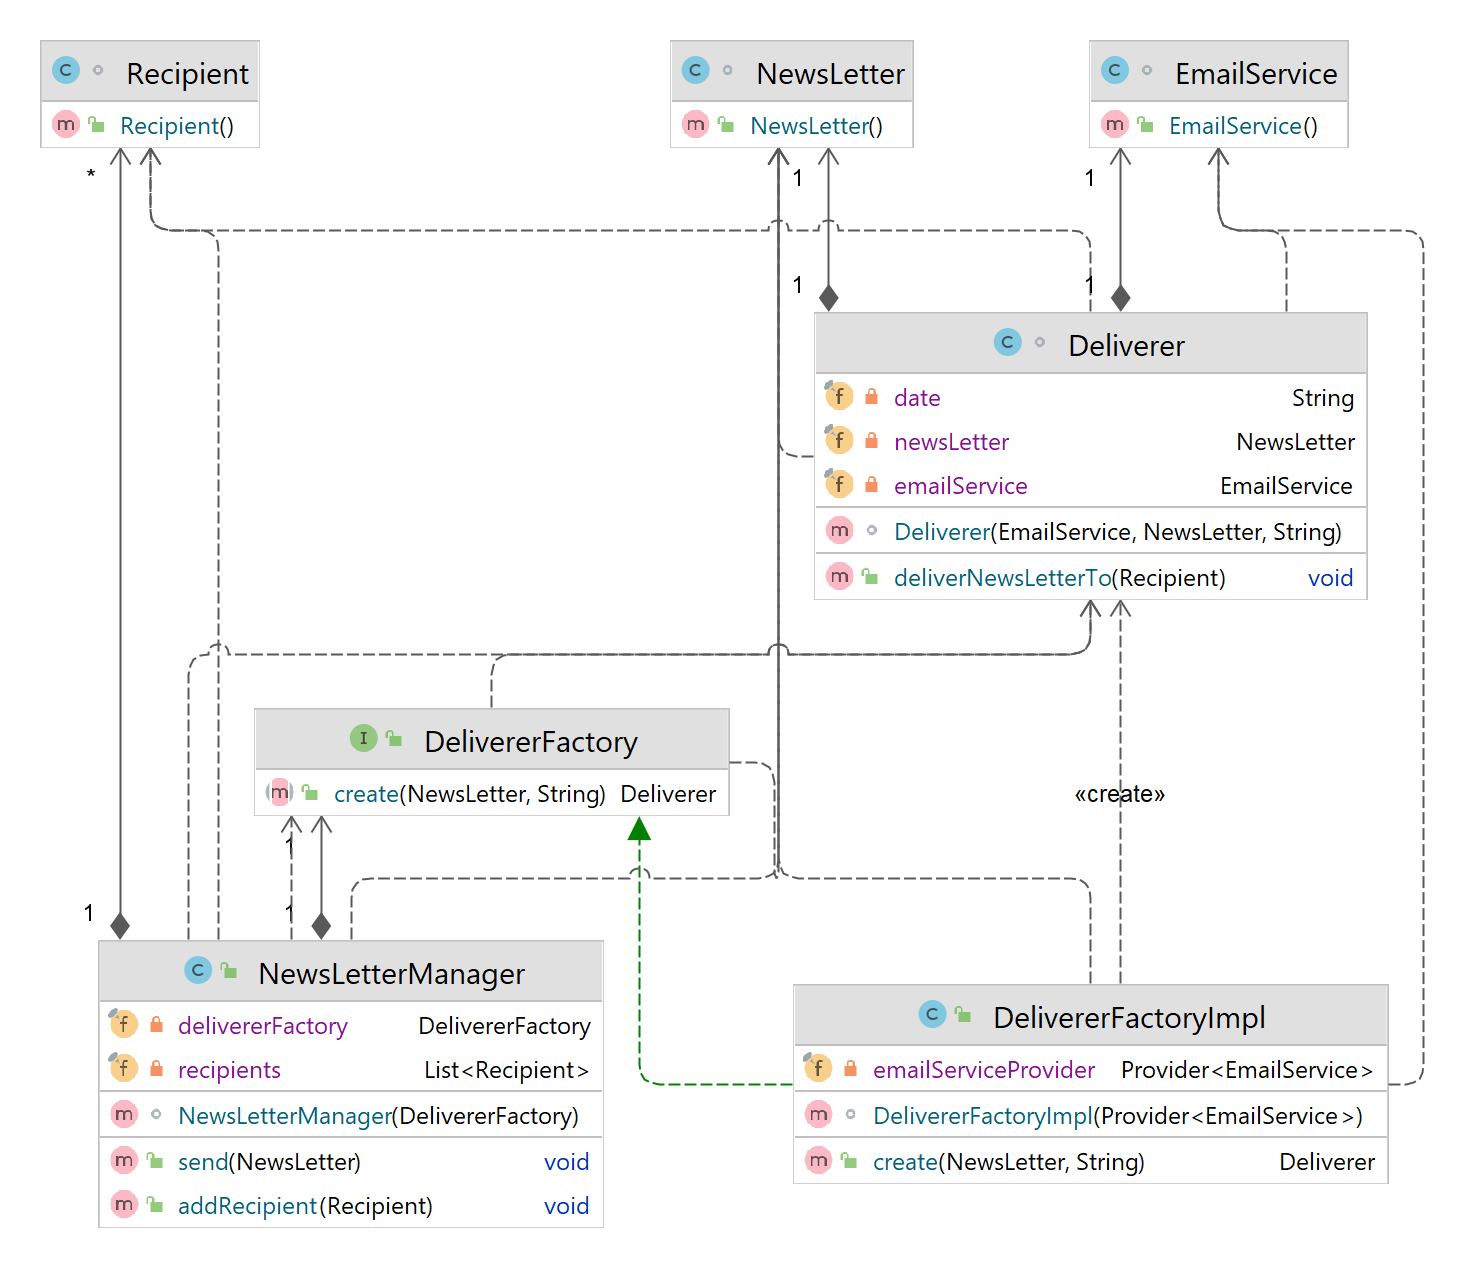 C Recipient
m Recipient()
C NewsLetter
m NewsLetter()
C EmailService
m EmailService()
*
1
1
1
1
C Deliverer
f date String
f newsLetter NewsLetter
f emailService EmailService
m Deliverer(EmailService, NewsLetter, String)
m deliverNewsLetterTo(Recipient) void
I DelivererFactory
m create(NewsLetter, String) Deliverer
«create»
1
1
1
C NewsLetterManager
f delivererFactory DelivererFactory
f recipients List<Recipient>
m NewsLetterManager(DelivererFactory)
m send(NewsLetter) void
m addRecipient(Recipient) void
C DelivererFactoryImpl
f emailServiceProvider Provider<EmailService>
m DelivererFactoryImpl(Provider<EmailService>)
m create(NewsLetter, String) Deliverer